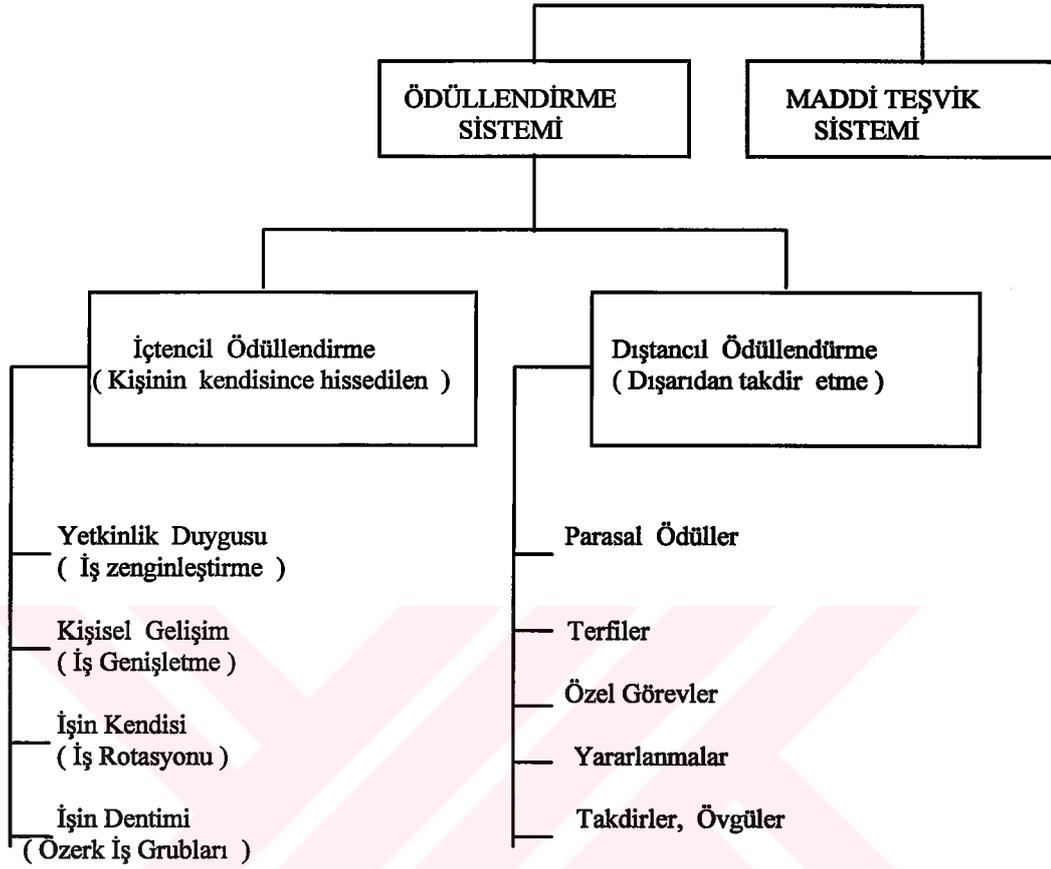 ÖDÜLLENDİRME
SİSTEMİ
MADDİ TEŞVİK
SİSTEMİ
İçtencil Ödüllendirme
( Kişinin kendisince hissedilen )
Dıştancıl Ödüllendürme
( Dışarıdan takdir etme )
Yetkinlik Duygusu
( İş zenginleştirme )
Kişisel Gelişim
( İş Genişletme )
İşin Kendisi
( İş Rotasyonu )
İşin Dentimi
( Özerk İş Grubları )
Parasal Ödüller
Terfiler
Özel Görevler
Yararlanmalar
Takdirler, Övgüler